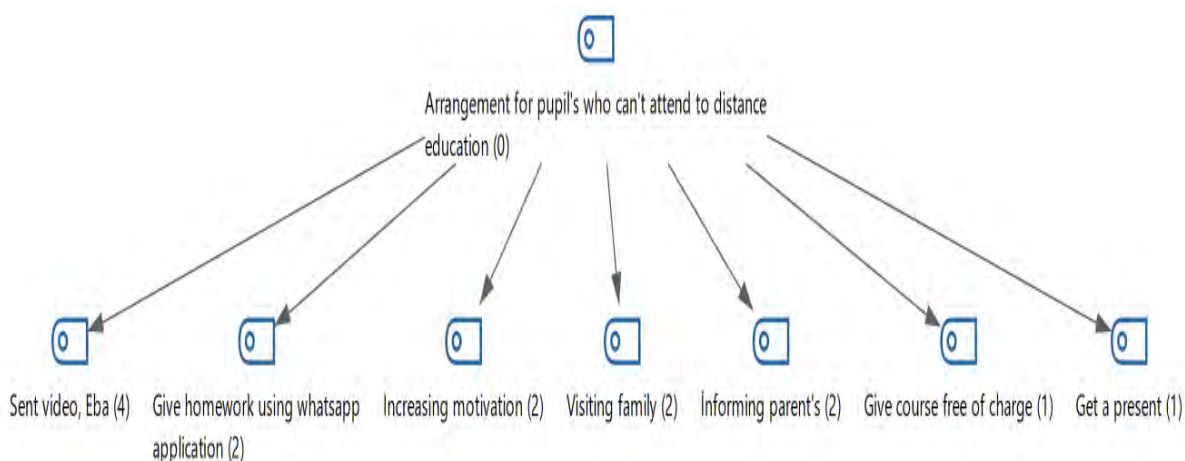 Arrangement for pupil's who can't attend to distance
education (0)
Sent video, Eba (4)
Give homework using whatsapp
application (2)
Increasing motivation (2)
Visiting family (2)
İnforming parent's (2)
Give course free of charge (1)
Get a present (1)